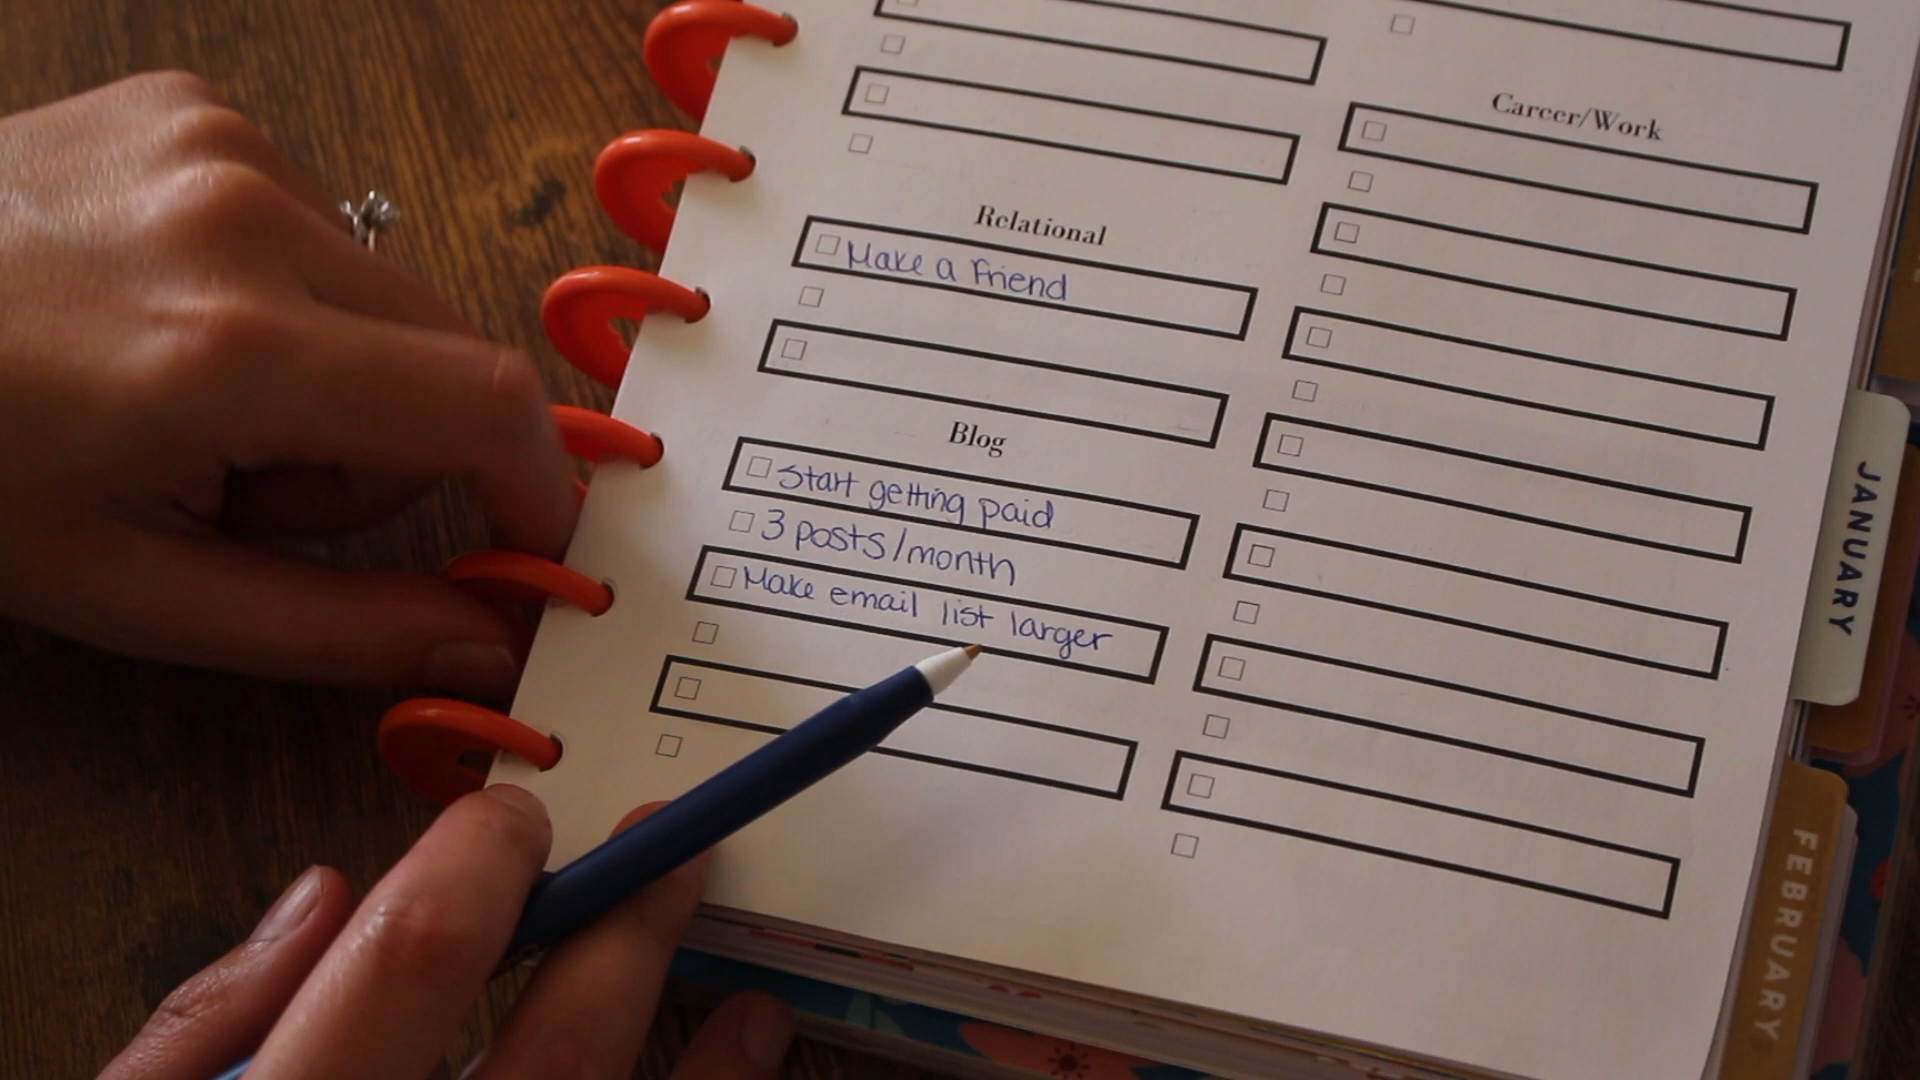 Relational
Make a friend
Blog
Start getting paid
3 posts/month
Make email list larger
Career/Work
JANUARY
FEBRUARY